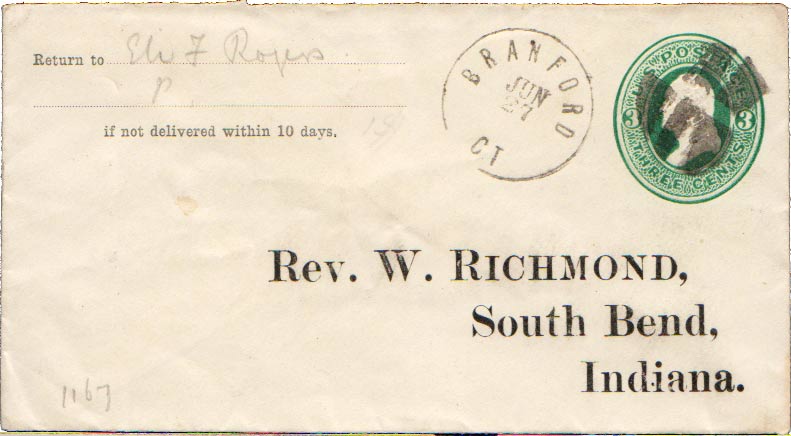 Return to Eli F Rogers
if not delivered within 10 days.
BRANFORD
JUN
27
CT
U.S. POSTAGE
3 3
THREE CENTS
Rev. W. RICHMOND,
South Bend,
Indiana.
1167